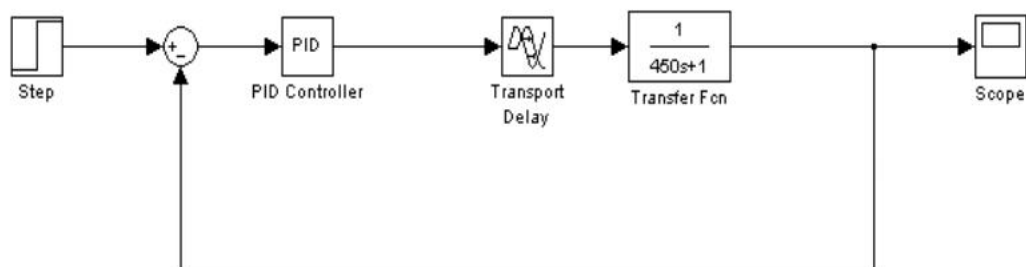 +
−
PID
1
450s+1
Step
PID Controller
Transport
Delay
Transfer Fcn
Scope